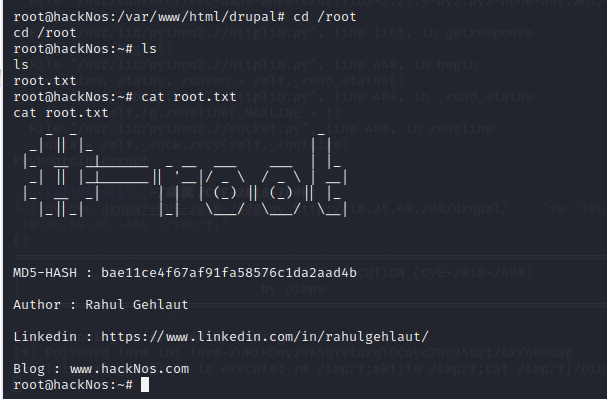 root@hackNos:/var/www/html/drupal# cd /root
cd /root
root@hackNos:~# ls
ls
root.txt
root@hackNos:~# cat root.txt
cat root.txt
#root
MD5-HASH : bae11ce4f67af91fa58576c1da2aad4b
Author : Rahul Gehlaut
Linkedin : https://www.linkedin.com/in/rahulgehlaut/
Blog : www.hackNos.com
root@hackNos:~#